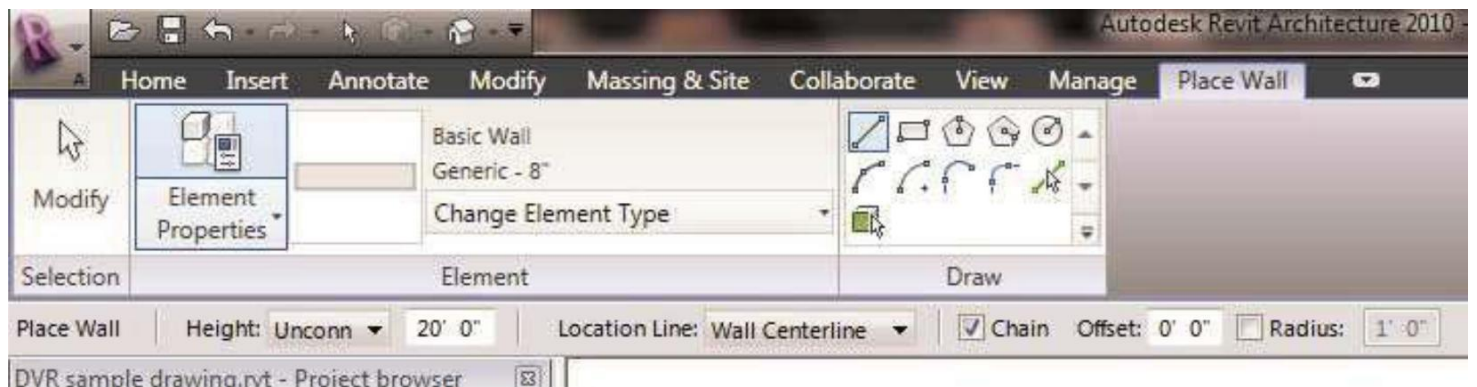 Autodesk Revit Architecture 2010 -
A Home Insert Annotate Modify Massing & Site Collaborate View Manage Place Wall
Basic Wall
Generic - 8"
Modify
Element Properties
Change Element Type
Selection Element Draw
Place Wall Height: Unconn 20' 0" Location Line: Wall Centerline Chain Offset: 0' 0" Radius: 1' 0"
DVR sample drawing.rvt - Project browser